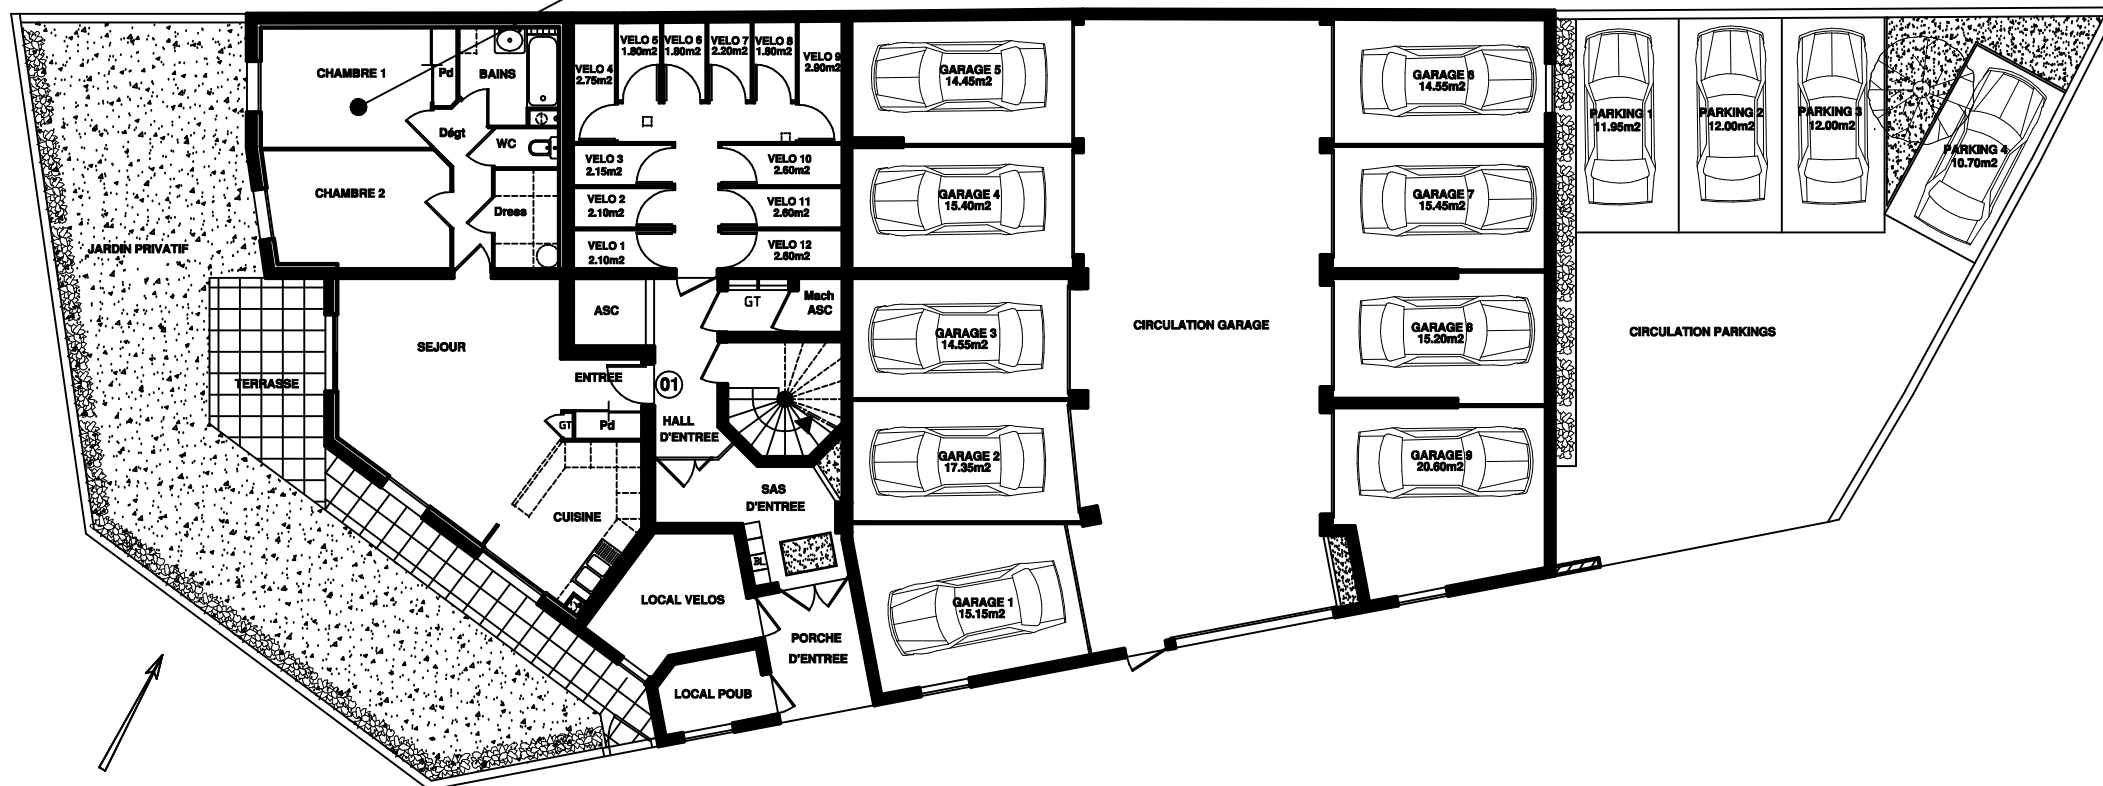 CHAMBRE 1
Pd
BAINS
Dégt
WC
CHAMBRE 2
Dress
JARDIN PRIVATIF
TERRASSE
SEJOUR
VELO 4
2.75m2
VELO 5
1.80m2
VELO 6
1.80m2
VELO 7
2.20m2
VELO 8
1.80m2
VELO 9
2.90m2
VELO 3
2.15m2
VELO 2
2.10m2
VELO 1
2.10m2
VELO 10
2.60m2
VELO 11
2.60m2
VELO 12
2.60m2
ASC
GT
Mach
ASC
ENTREE
01
GT
Pd
HALL
D'ENTREE
CUISINE
SAS
D'ENTREE
BL
LOCAL VELOS
PORCHE
D'ENTREE
LOCAL POUB
GARAGE 5
14.45m2
GARAGE 4
15.40m2
GARAGE 3
14.55m2
GARAGE 2
17.35m2
GARAGE 1
15.15m2
CIRCULATION GARAGE
GARAGE 6
14.55m2
GARAGE 7
15.45m2
GARAGE 8
15.20m2
GARAGE 9
20.60m2
PARKING 1
11.95m2
PARKING 2
12.00m2
PARKING 3
12.00m2
PARKING 4
10.70m2
CIRCULATION PARKINGS